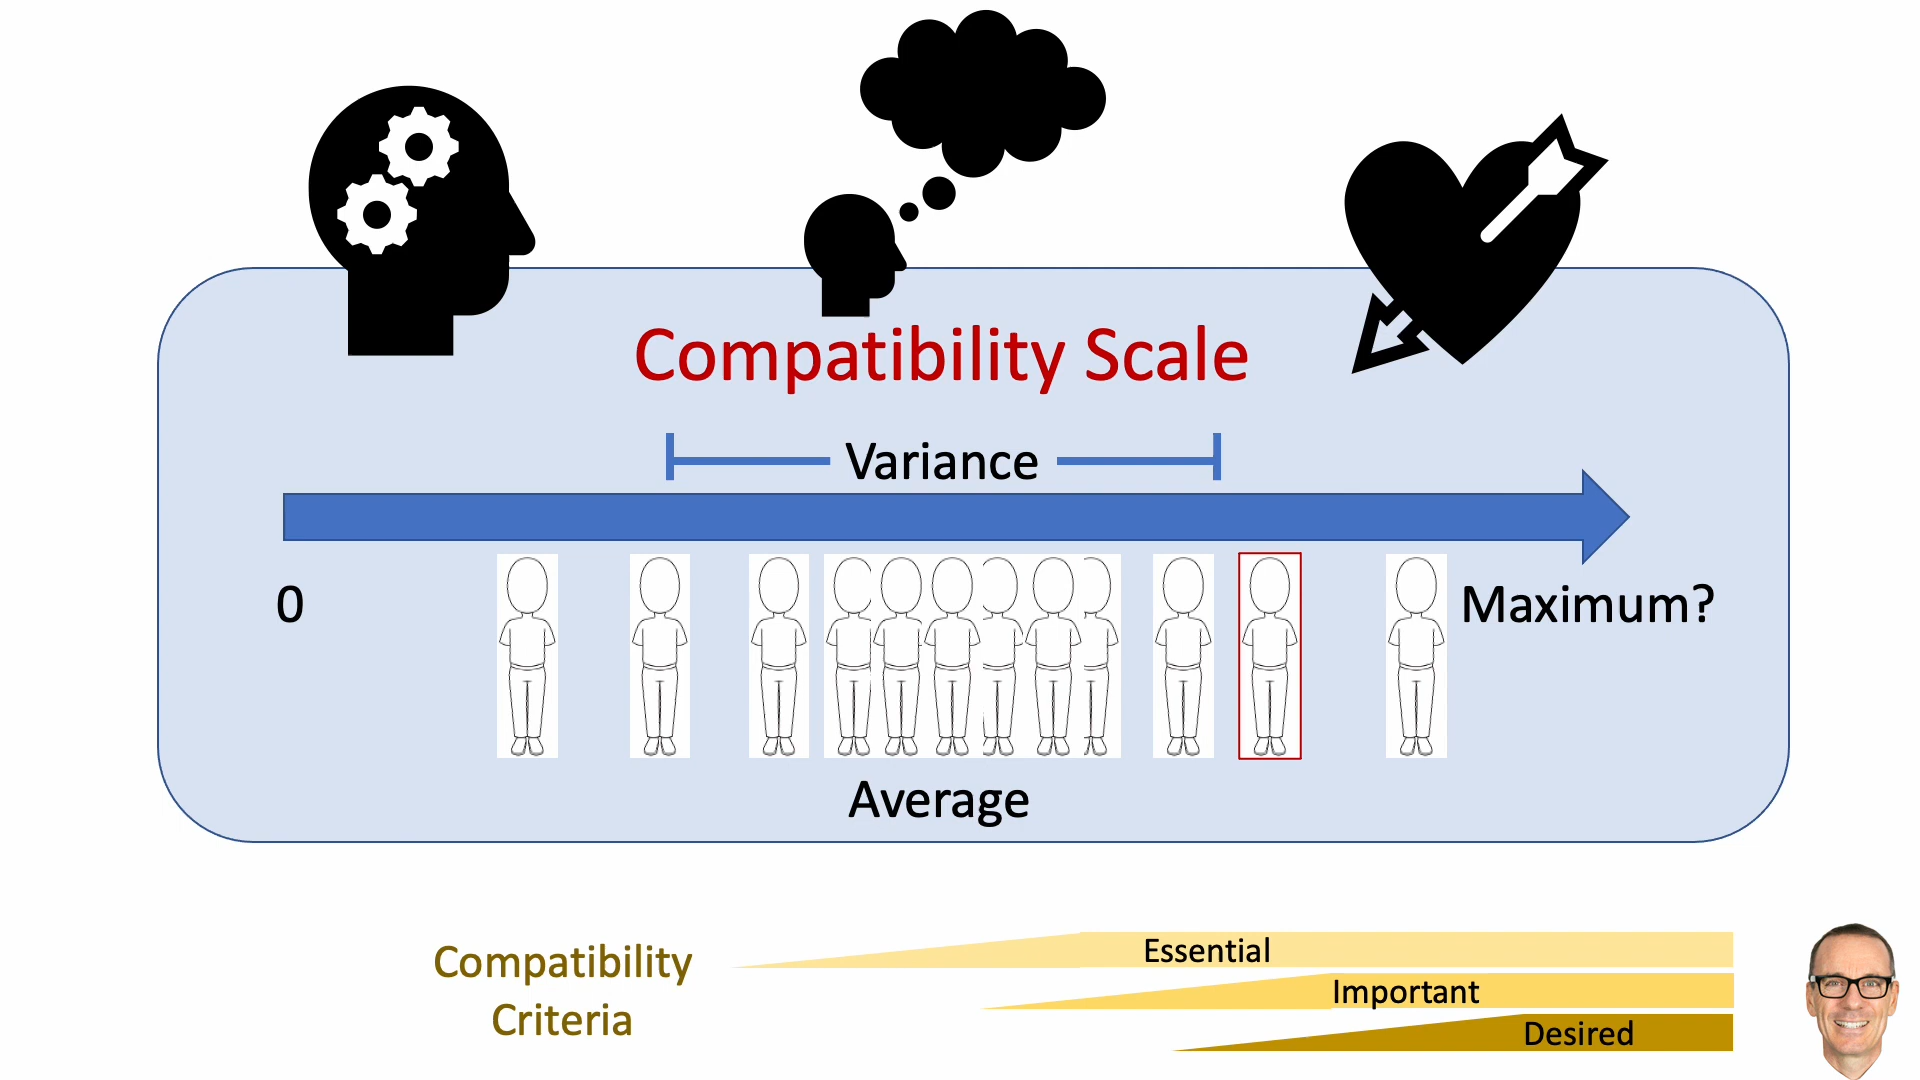 Compatibility Scale
Variance
0
Maximum?
Average
Compatibility
Criteria
Essential
Important
Desired